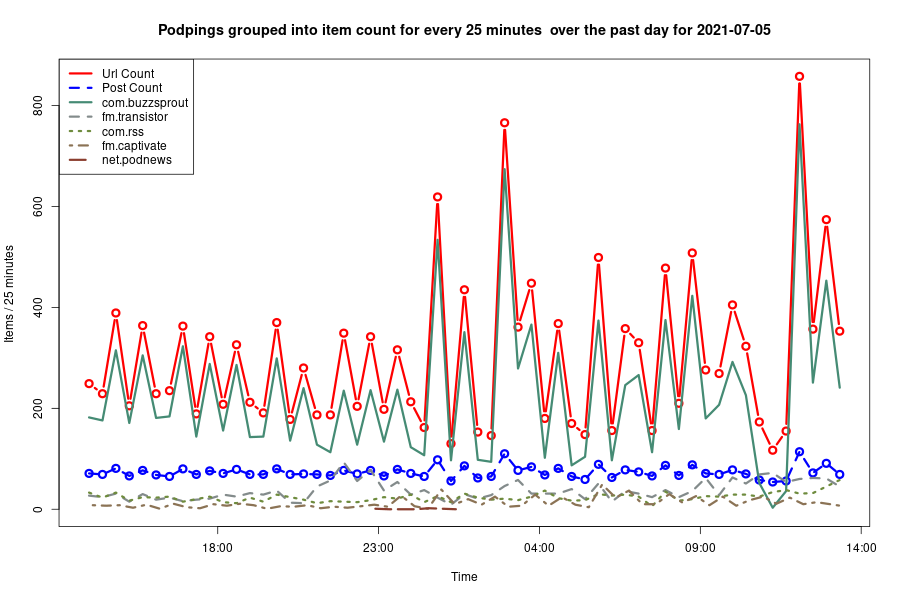 Podpings grouped into item count for every 25 minutes  over the past day for 2021-07-05
Url Count
Post Count
com.buzzsprout
fm.transistor
com.rss
fm.captivate
net.podnews
Items / 25 minutes
800
600
400
200
0
18:00
23:00
04:00
09:00
14:00
Time